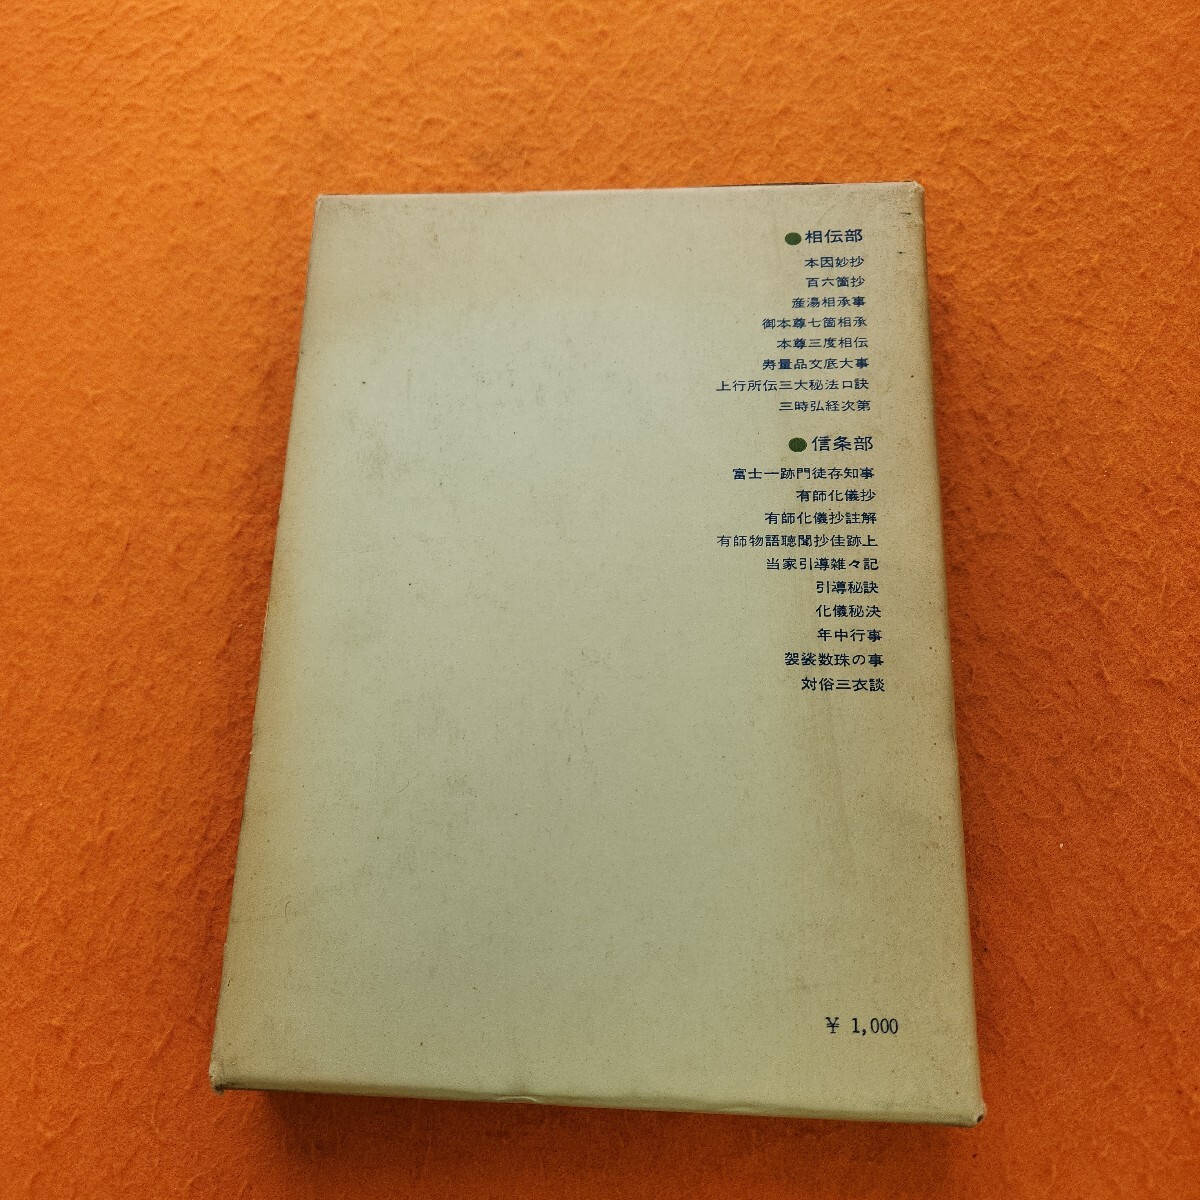 ●相伝部
本因妙抄
百六箇抄
産湯相承事
御本尊七箇相承
本尊三度相伝
寿量品文底大事
上行所伝三大秘法口訣
三時弘経次第
●信条部
富士一跡門徒存知事
有師化儀抄
有師化儀抄註解
有師物語聴聞抄佳跡上
当家引導雑々記
引導秘訣
化儀秘決
年中行事
袈裟数珠の事
対俗三衣談
¥ 1,000